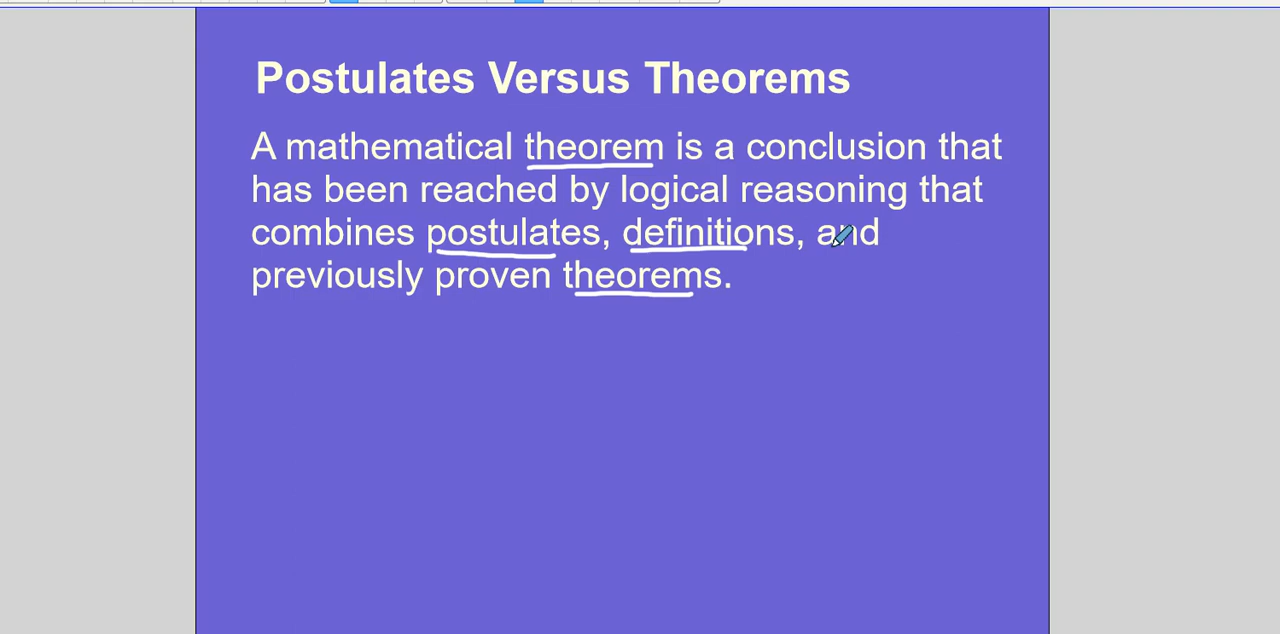 Postulates Versus Theorems
A mathematical theorem is a conclusion that
has been reached by logical reasoning that
combines postulates, definitions, and
previously proven theorems.